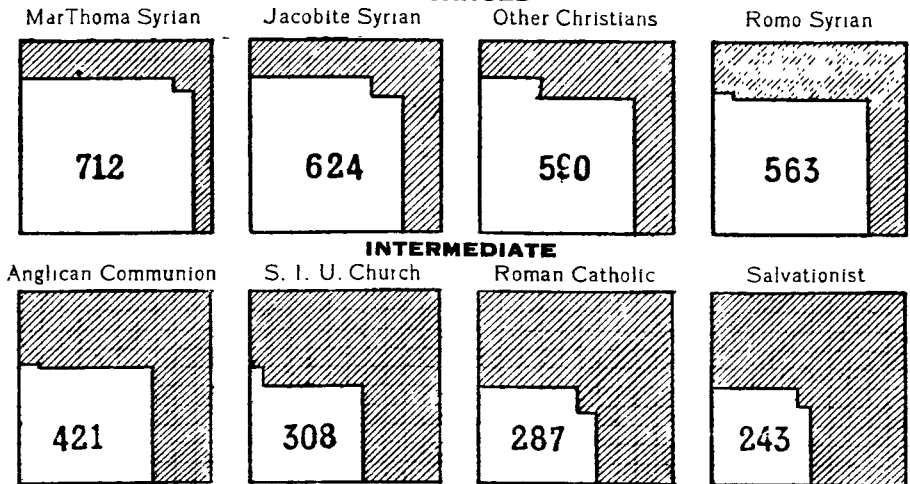 MarThoma Syrian Jacobite Syrian Other Christians Romo Syrian
712 624 563
INTERMEDIATE
Anglican Communion S. I. U. Church Roman Catholic Salvationist
421 308 287 243